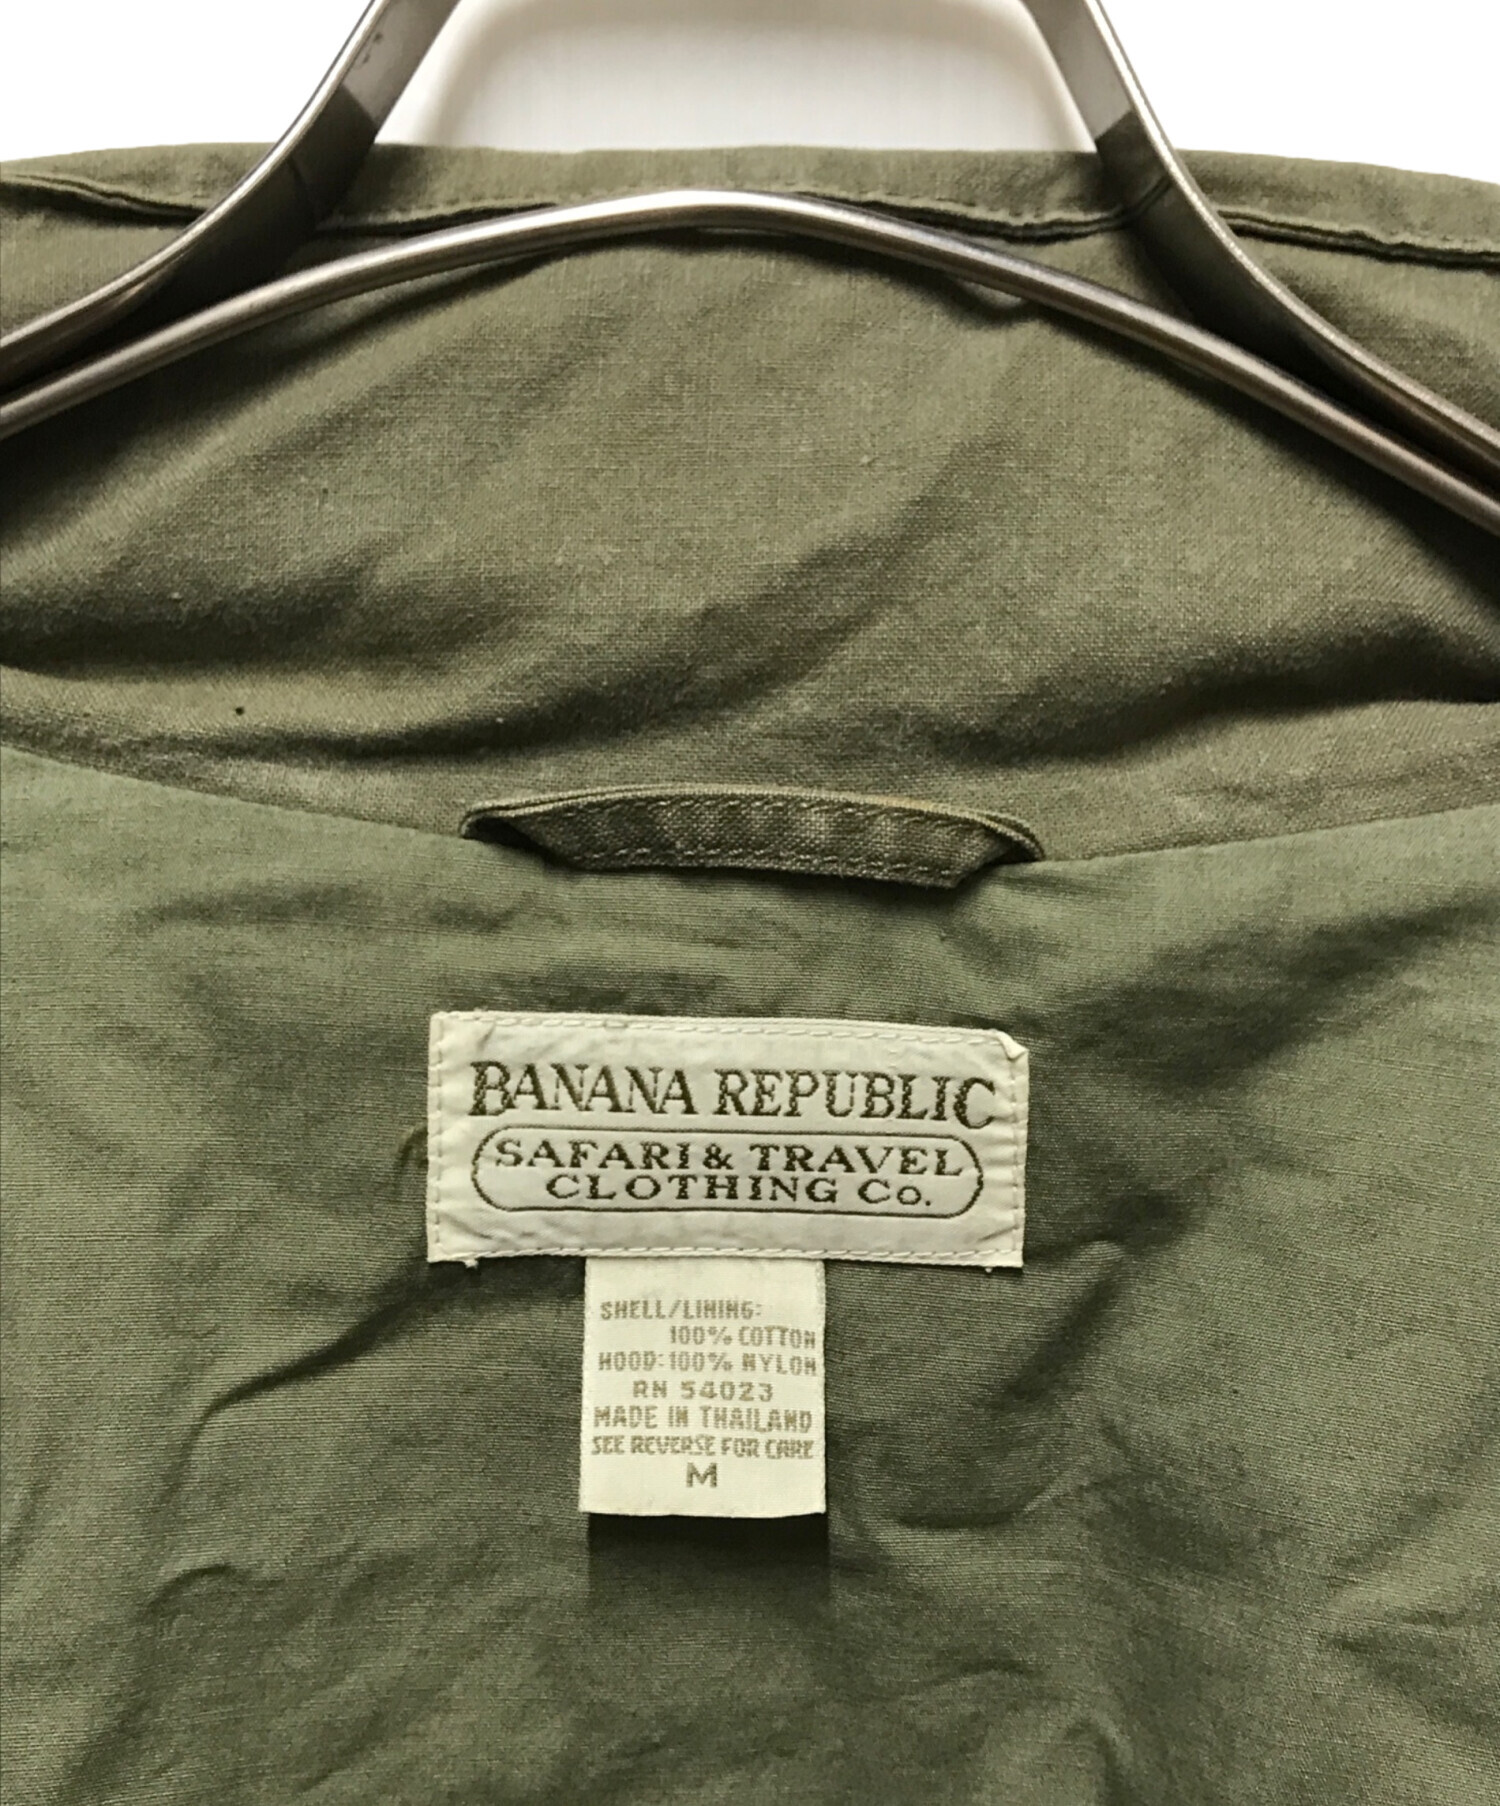 BANANA REPUBLIC
SAFARI & TRAVEL
CLOTHING Co.
SHELL/LINING:
100% COTTON
HOOD: 100% NYLON
RN 54023
MADE IN THAILAND
SEE REVERSE FOR CARE
M